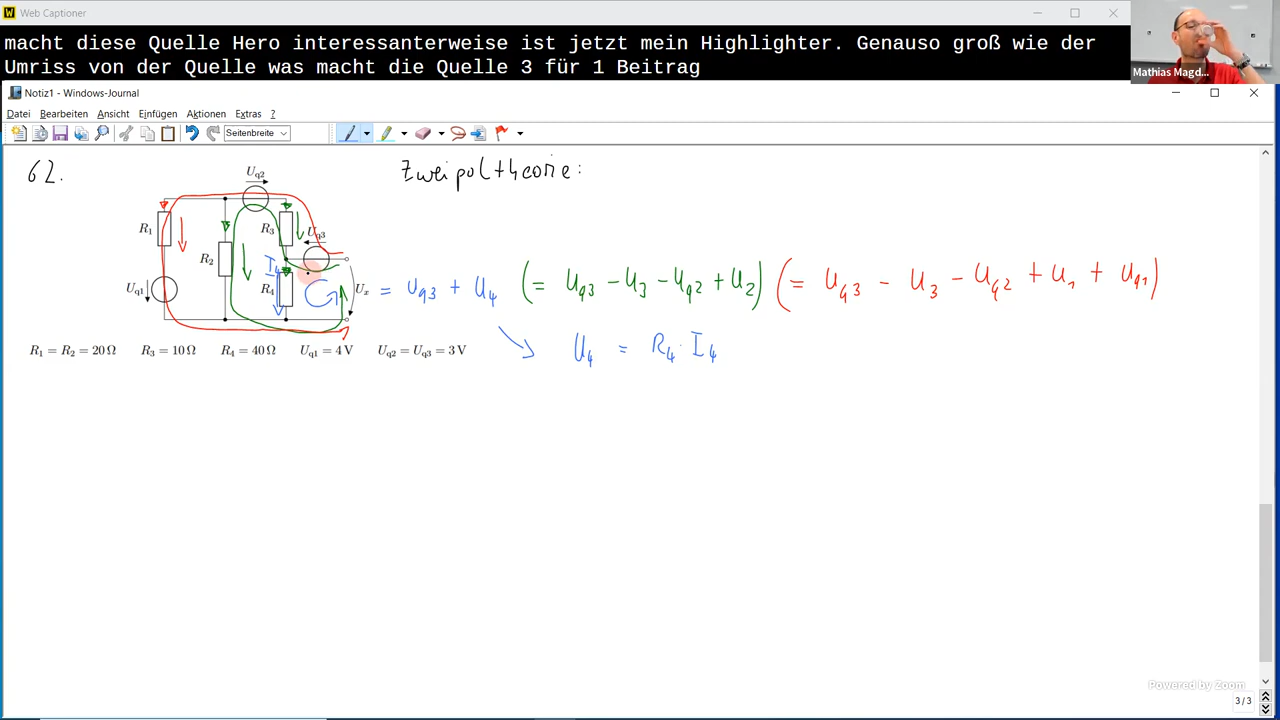 Web Captioner
macht diese Quelle Hero interessanterweise ist jetzt mein Highlighter. Genauso groß wie der
Umriss von der Quelle was macht die Quelle 3 für 1 Beitrag
Mathias Magd...
Notiz1 - Windows-Journal
Datei Bearbeiten Ansicht Einfügen Aktionen Extras ?
Seitenbreite
62. Zweipoltheorie:
Uq2
R1 R2 R3 Uq3
I4
Uq1 R4 Ux = Uq3 + U4 (= Uq3 - U3 - Uq2 + U2) (= Uq3 - U3 - Uq2 + U1 + Uq1)
U4 = R4 · I4
R1 = R2 = 20 Ω R3 = 10 Ω R4 = 40 Ω Uq1 = 4 V Uq2 = Uq3 = 3 V
Powered by Zoom
3/3